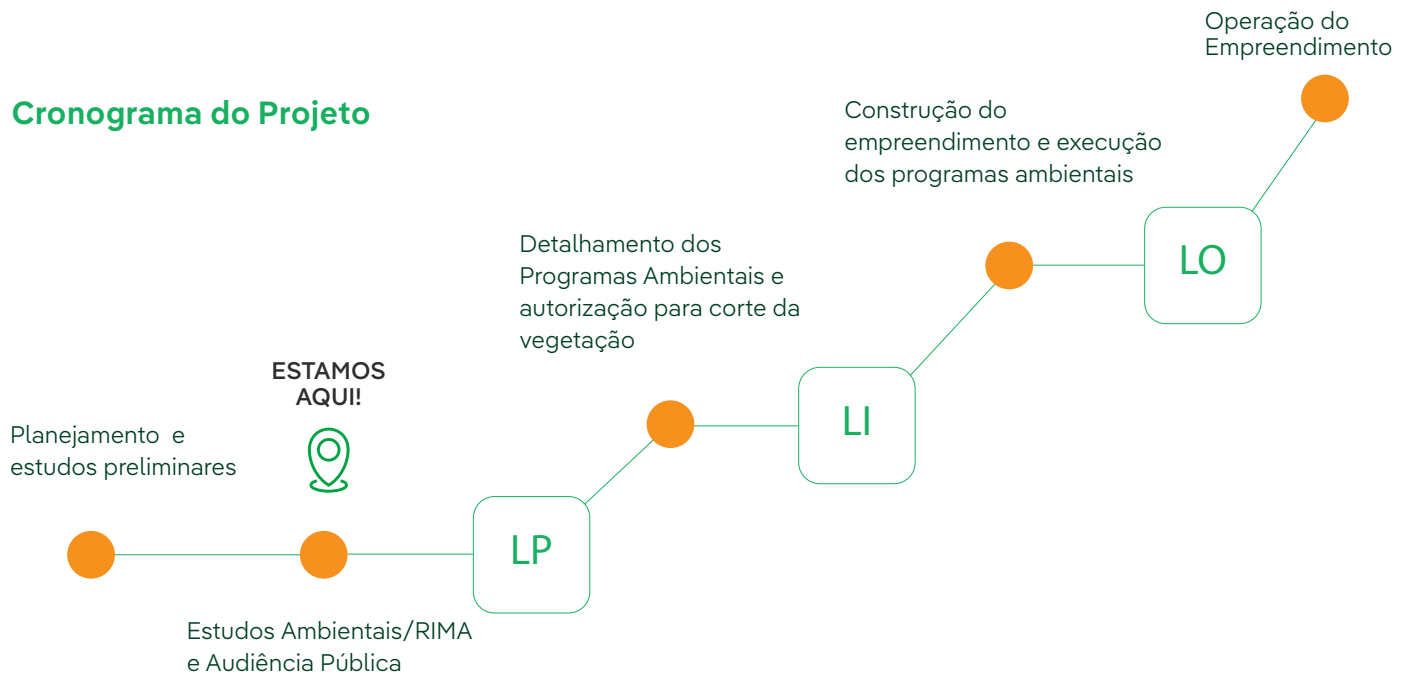 Cronograma do Projeto
Planejamento e
estudos preliminares
ESTAMOS
AQUI!
Estudos Ambientais/RIMA
e Audiência Pública
LP
Detalhamento dos
Programas Ambientais e
autorização para corte da
vegetação
LI
Construção do
empreendimento e execução
dos programas ambientais
LO
Operação do
Empreendimento